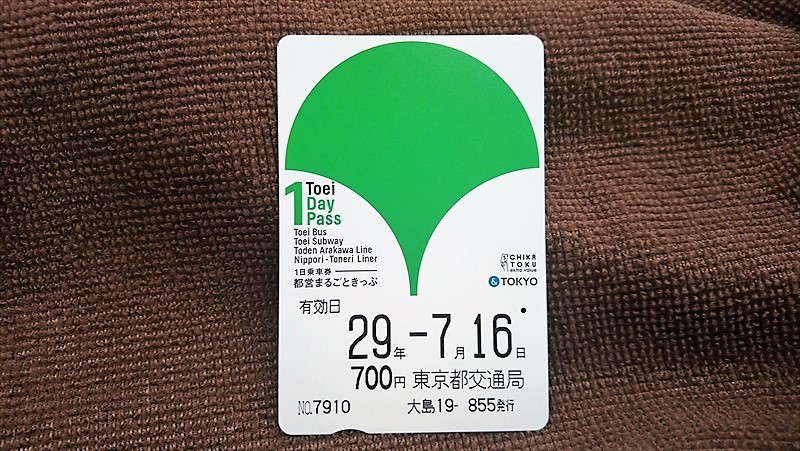 1 Toei
Day
Pass
Toei Bus
Toei Subway
Toden Arakawa Line
Nippori-Toneri Liner
1日乗車券
都営まるごときっぷ
CHIKA
TOKU
extra value
& TOKYO
有効日
29年-7月16日
700円 東京都交通局
NO.7910 大島19- 855発行